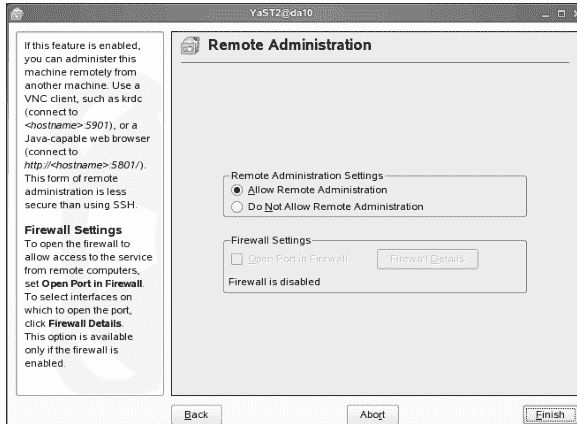 YaST2@da10
If this feature is enabled,
you can administer this
machine remotely from
another machine. Use a
VNC client, such as krdc
(connect to
<hostname>:5901), or a
Java-capable web browser
(connect to
http://<hostname>:5801/).
This form of remote
administration is less
secure than using SSH.
Firewall Settings
To open the firewall to
allow access to the service
from remote computers,
set Open Port in Firewall.
To select interfaces on
which to open the port,
click Firewall Details.
This option is available
only if the firewall is
enabled.
Remote Administration
Remote Administration Settings
Allow Remote Administration
Do Not Allow Remote Administration
Firewall Settings
Open Port in Firewall
Firewall Details
Firewall is disabled
Back
Abort
Finish